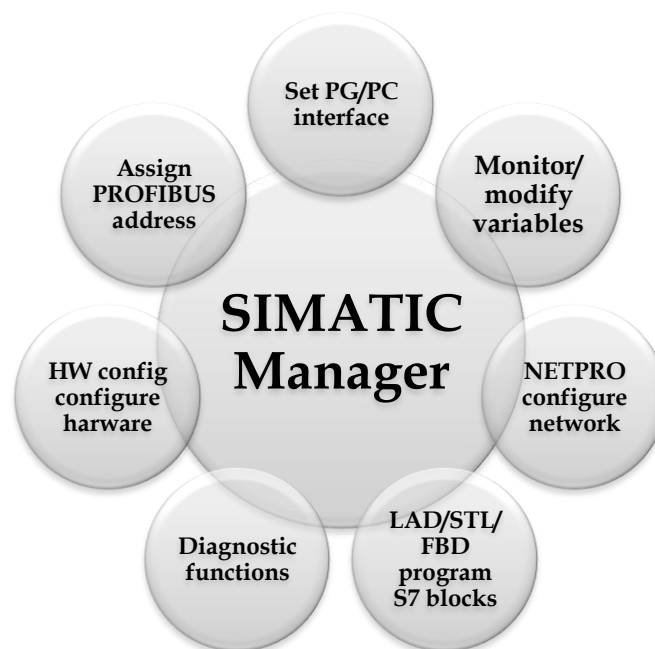 Set PG/PC
interface
Assign
PROFIBUS
address
Monitor/
modify
variables
SIMATIC
Manager
HW config
configure
harware
NETPRO
configure
network
Diagnostic
functions
LAD/STL/
FBD
program
S7 blocks